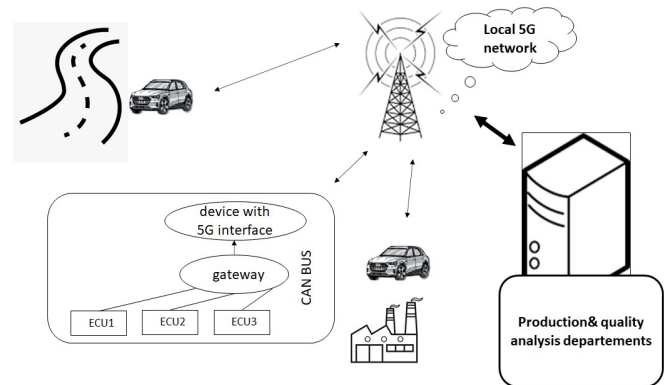 Local 5G
network
device with
5G interface
gateway
CAN BUS
ECU1
ECU2
ECU3
Production& quality
analysis departements